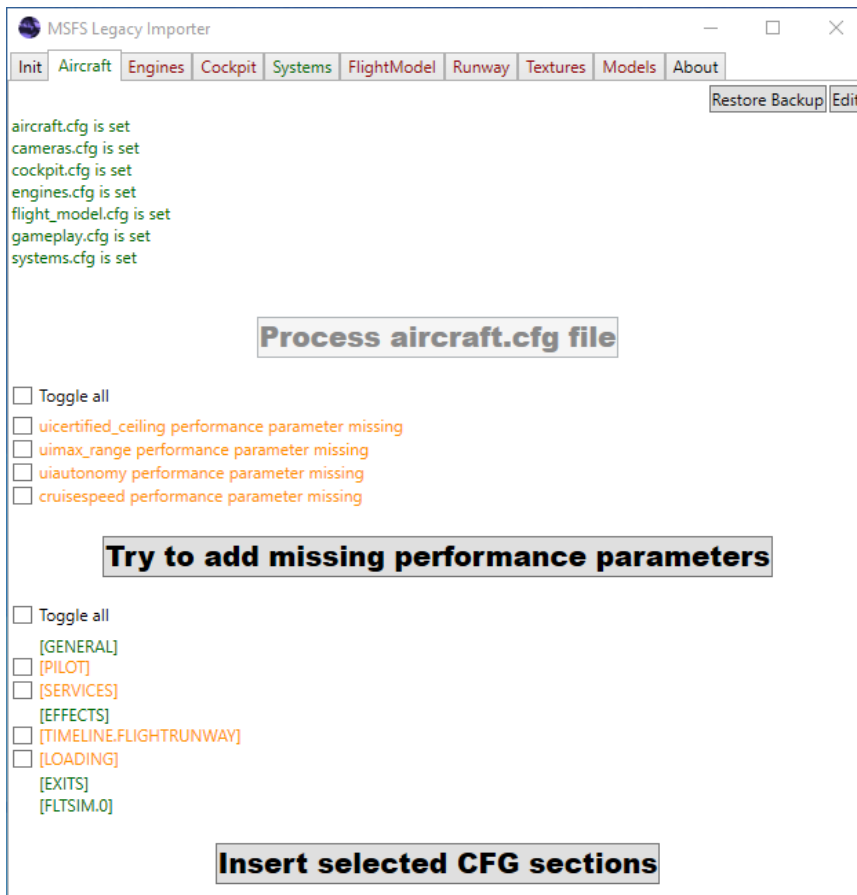 MSFS Legacy Importer
Init Aircraft Engines Cockpit Systems FlightModel Runway Textures Models About
Restore Backup Edit
aircraft.cfg is set
cameras.cfg is set
cockpit.cfg is set
engines.cfg is set
flight_model.cfg is set
gameplay.cfg is set
systems.cfg is set
Process aircraft.cfg file
Toggle all
uicertified_ceiling performance parameter missing
uimax_range performance parameter missing
uiautonomy performance parameter missing
cruisespeed performance parameter missing
Try to add missing performance parameters
Toggle all
[GENERAL]
[PILOT]
[SERVICES]
[EFFECTS]
[TIMELINE.FLIGHTRUNWAY]
[LOADING]
[EXITS]
[FLTSIM.0]
Insert selected CFG sections